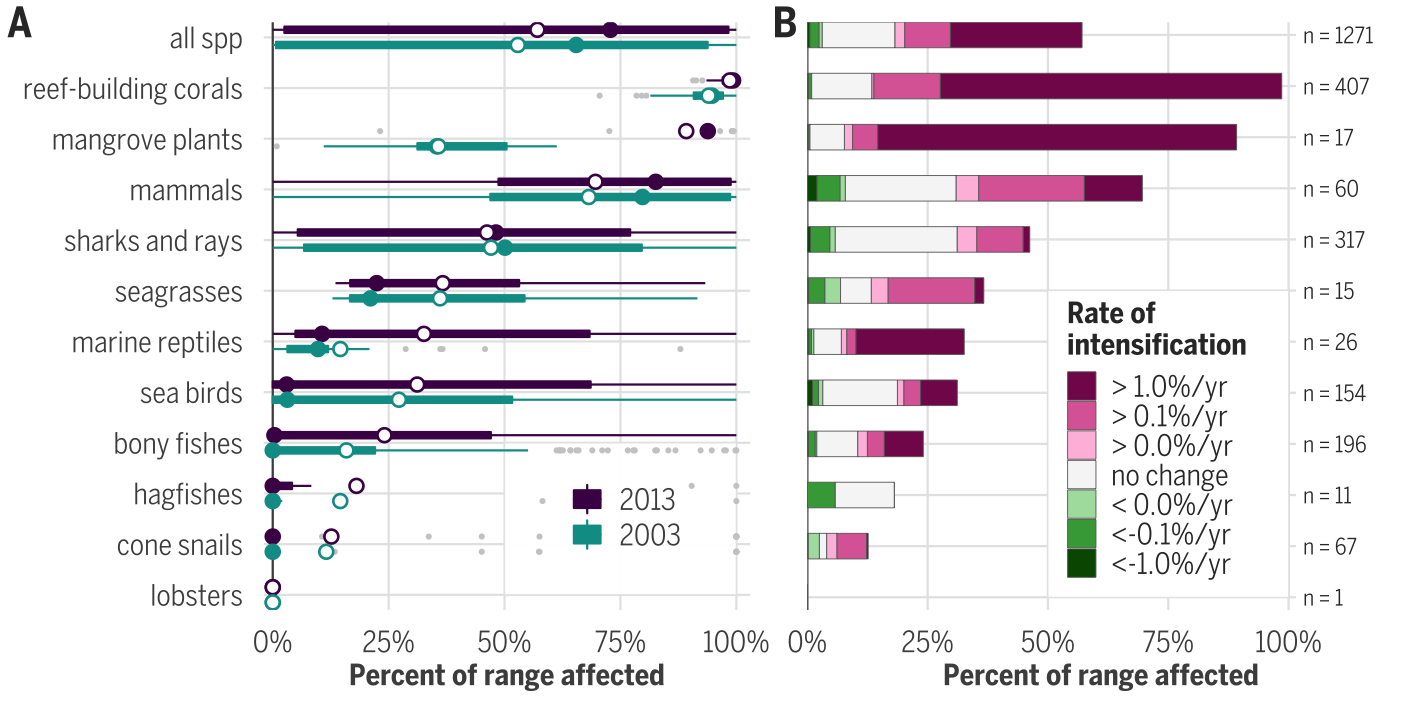 A
all spp
reef-building corals
mangrove plants
mammals
sharks and rays
seagrasses
marine reptiles
sea birds
bony fishes
hagfishes
cone snails
lobsters
2013
2003
0% 25% 50% 75% 100%
Percent of range affected
B
n = 1271
n = 407
n = 17
n = 60
n = 317
n = 15
n = 26
n = 154
n = 196
n = 11
n = 67
n = 1
Rate of
intensification
> 1.0%/yr
> 0.1%/yr
> 0.0%/yr
no change
< 0.0%/yr
<-0.1%/yr
<-1.0%/yr
0% 25% 50% 75% 100%
Percent of range affected